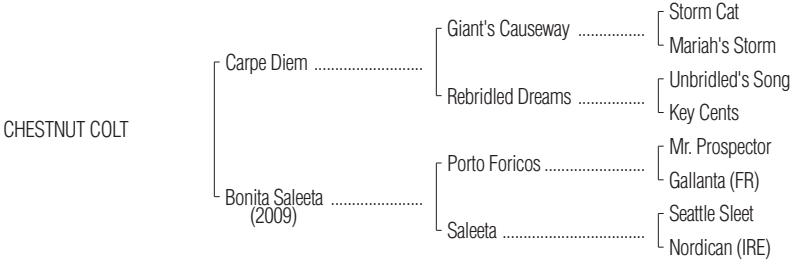 Storm Cat
Giant's Causeway ................
Mariah's Storm
Carpe Diem ..........................
Unbridled's Song
Rebridled Dreams ................
Key Cents
CHESTNUT COLT
Mr. Prospector
Porto Foricos ........................
Gallanta (FR)
Bonita Saleeta ......................
(2009)
Seattle Sleet
Saleeta ..................................
Nordican (IRE)